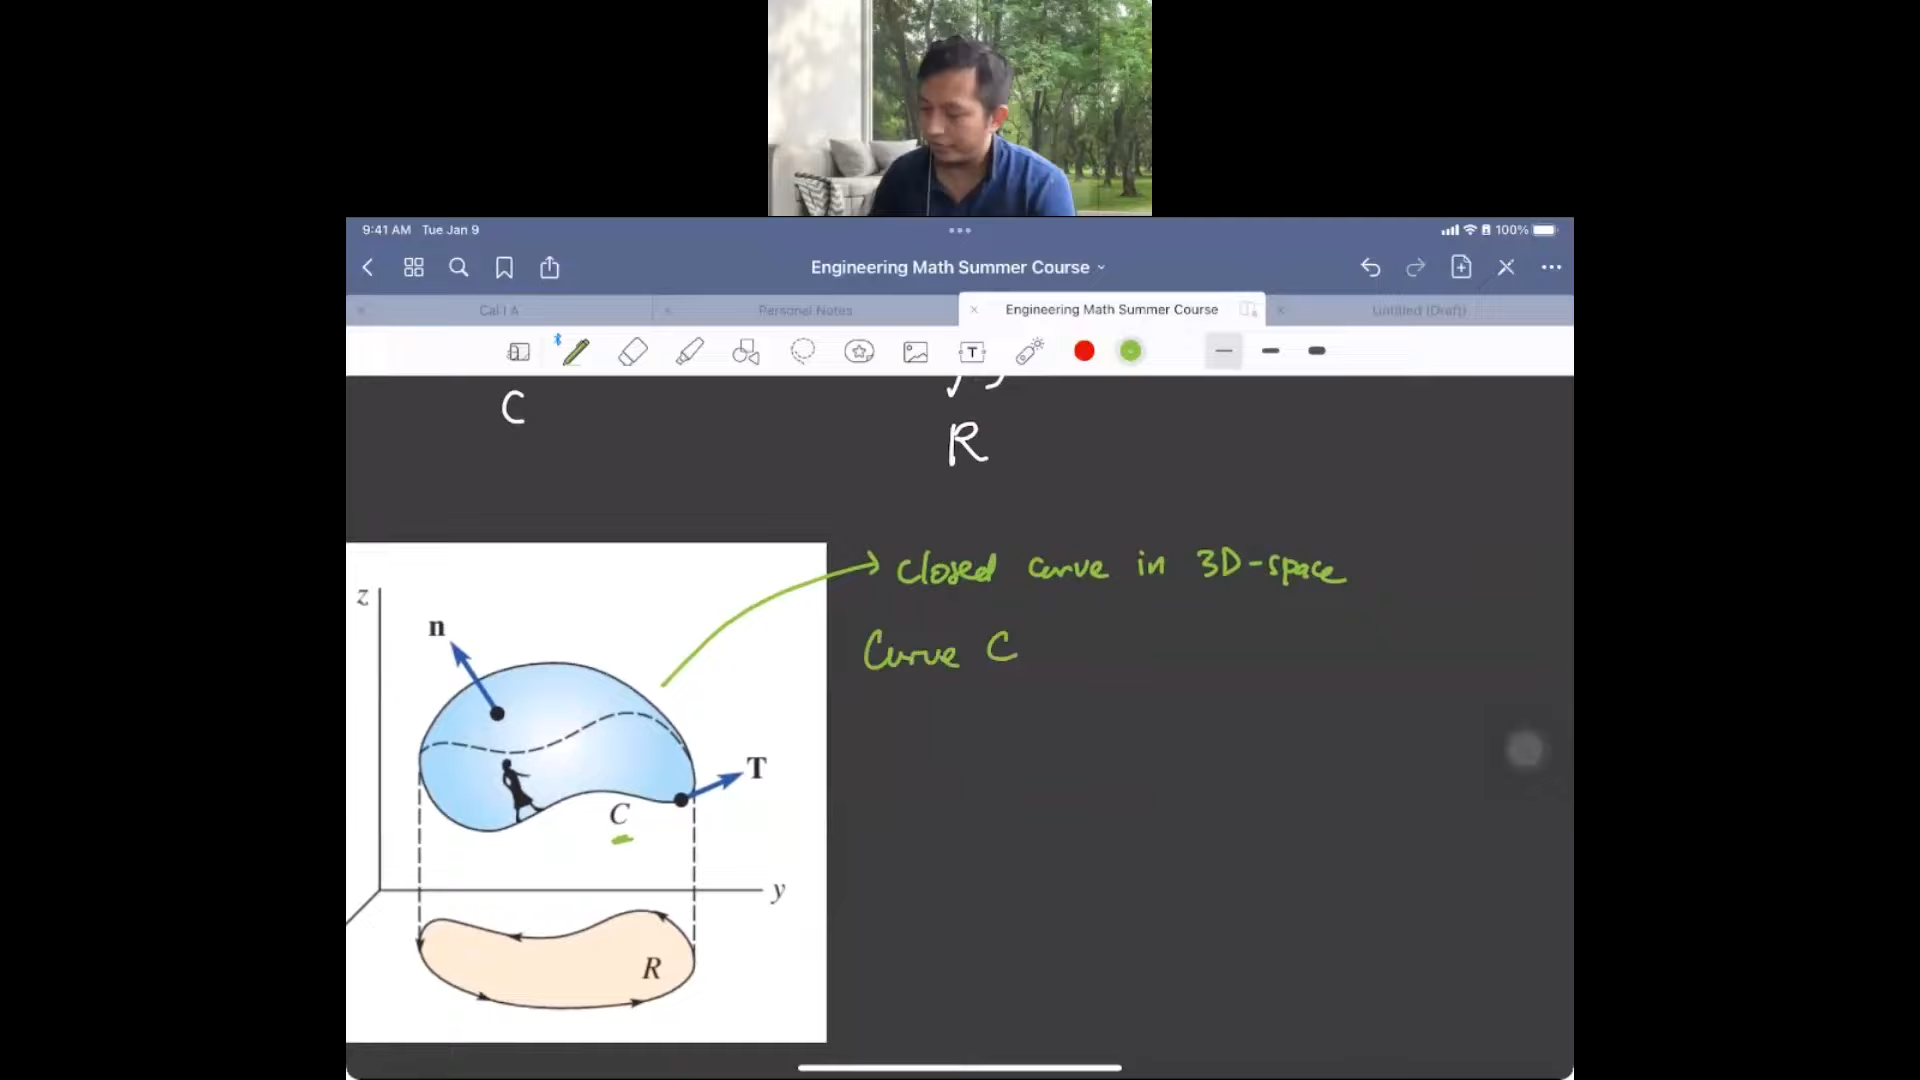 9:41 AM Tue Jan 9
100%
Engineering Math Summer Course
Cal I A
Personal Notes
Engineering Math Summer Course
Untitled (Draft)
T
C
R
closed curve in 3D-space
z
n
Curve C
T
C
y
R